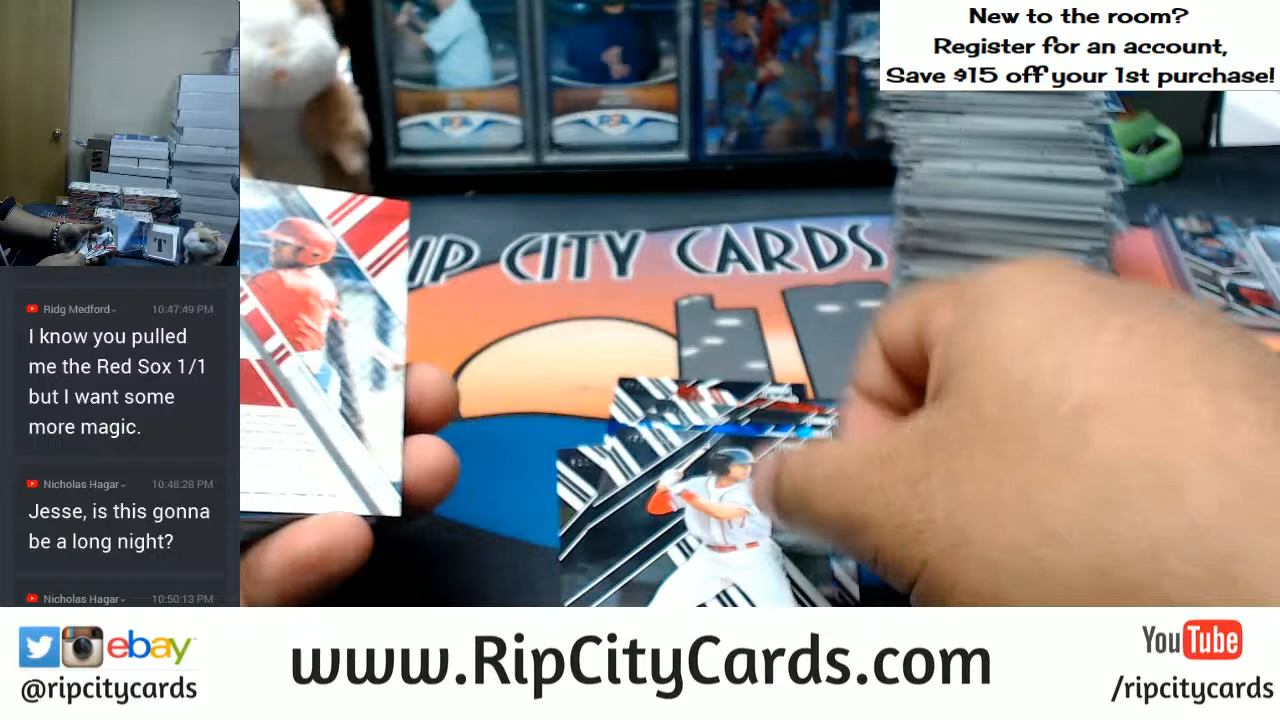 New to the room?
Register for an account,
Save $15 off your 1st purchase!
IP CITY CARDS
T
Ridg Medford
10:47:49 PM
I know you pulled
me the Red Sox 1/1
but I want some
more magic.
Nicholas Hagar
10:48:28 PM
Jesse, is this gonna
be a long night?
Nicholas Hagar
10:50:13 PM
ebay
@ripcitycards
www.RipCityCards.com
YouTube
/ripcitycards